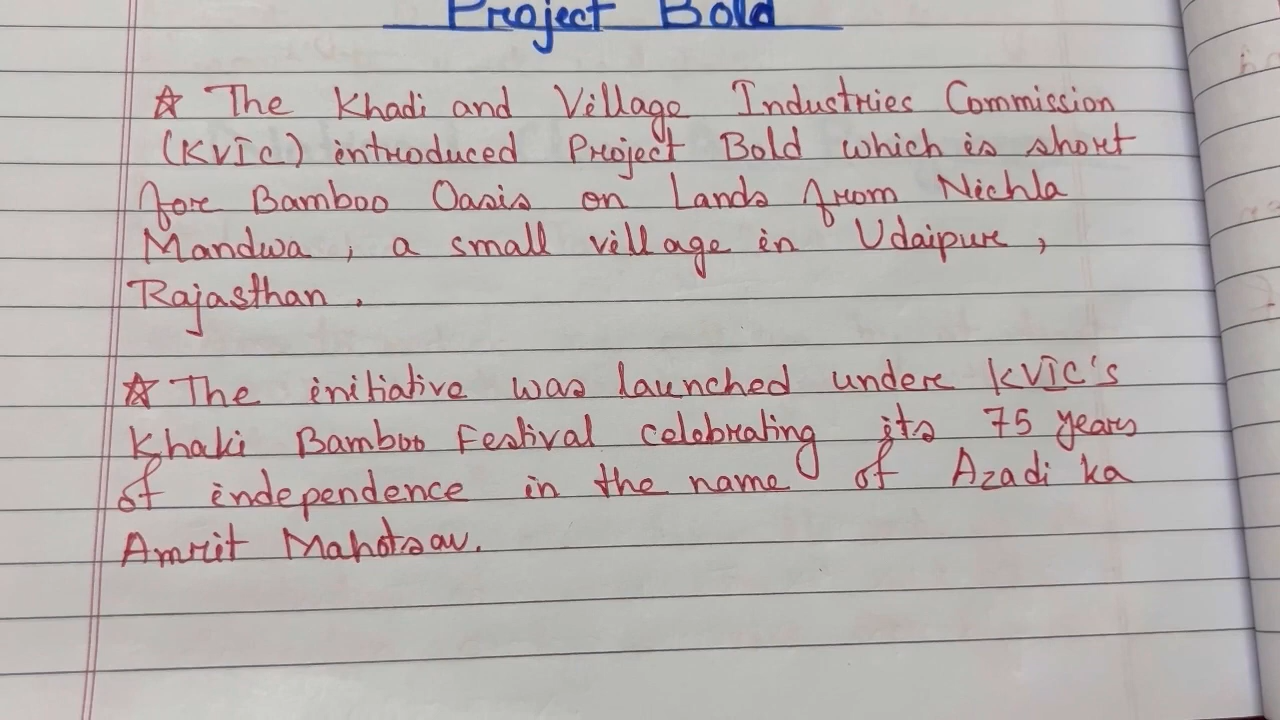 Project Bold
☆ The Khadi and Village Industries Commission
(KVIC) introduced Project Bold which is short
for Bamboo Oasis on Lands from Nichla
Mandwa, a small village in Udaipur,
Rajasthan.
☆ The initiative was launched under KVIC's
Khaki Bamboo Festival celebrating its 75 years
of independence in the name of Azadi ka
Amrit Mahotsav.